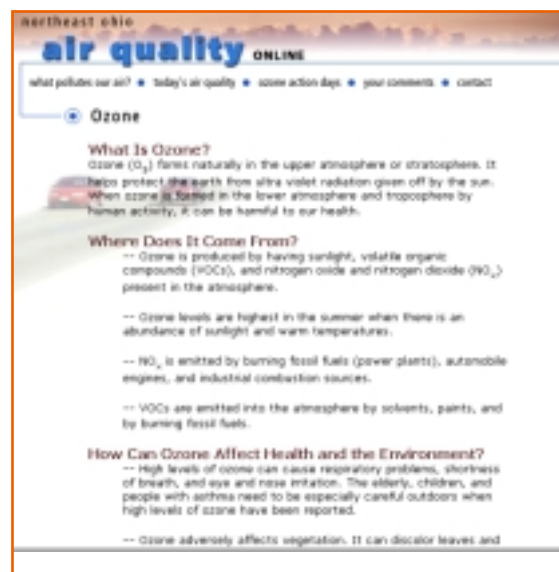 northeast ohio
air quality ONLINE
what pollutes our air? • today's air quality • ozone action days • your comments • contact
Ozone
What Is Ozone?
Ozone (O3) forms naturally in the upper atmosphere or stratosphere. It
helps protect the earth from ultra violet radiation given off by the sun.
When ozone is formed in the lower atmosphere and troposphere by
human activity, it can be harmful to our health.
Where Does It Come From?
-- Ozone is produced by having sunlight, volatile organic
compounds (VOCs), and nitrogen oxide and nitrogen dioxide (NOx)
present in the atmosphere.
-- Ozone levels are highest in the summer when there is an
abundance of sunlight and warm temperatures.
-- NOx is emitted by burning fossil fuels (power plants), automobile
engines, and industrial combustion sources.
-- VOCs are emitted into the atmosphere by solvents, paints, and
by burning fossil fuels.
How Can Ozone Affect Health and the Environment?
-- High levels of ozone can cause respiratory problems, shortness
of breath, and eye and nose irritation. The elderly, children, and
people with asthma need to be especially careful outdoors when
high levels of ozone have been reported.
-- Ozone adversely affects vegetation. It can discolor leaves and